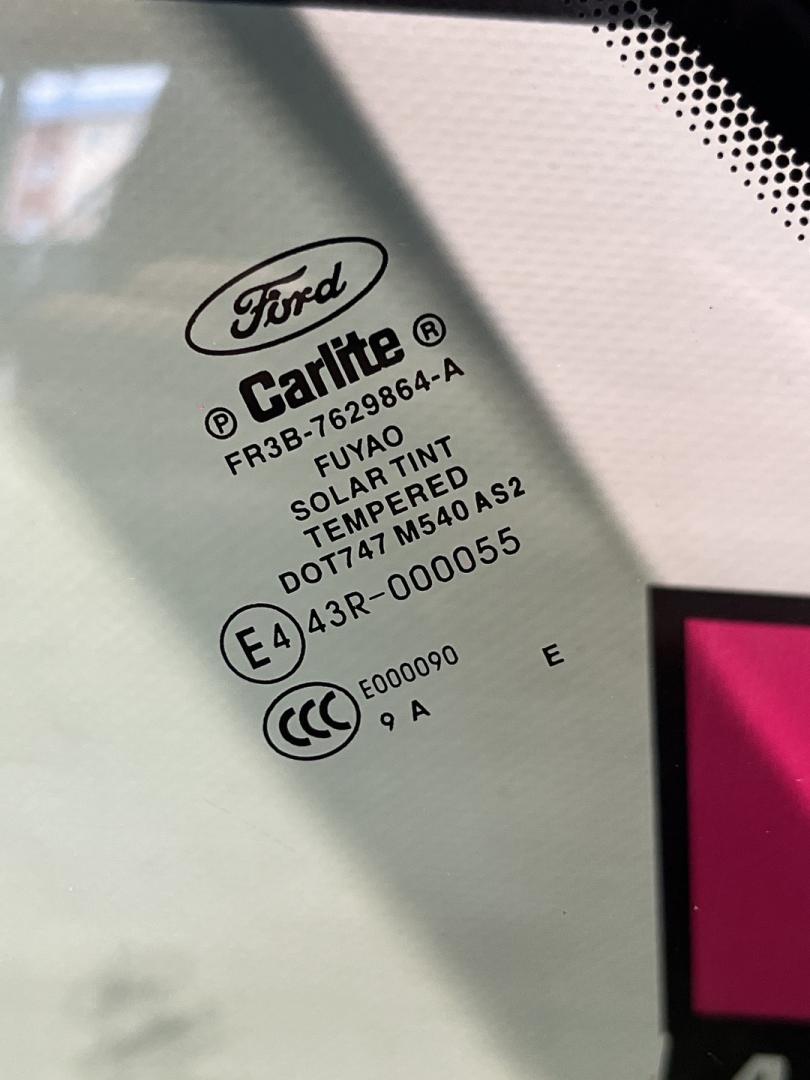 Ford
Ⓟ Carlite ®
FR3B-7629864-A
FUYAO
SOLAR TINT
TEMPERED
DOT747 M540 AS2
E4 43R-000055
CCC E000090
9 A E